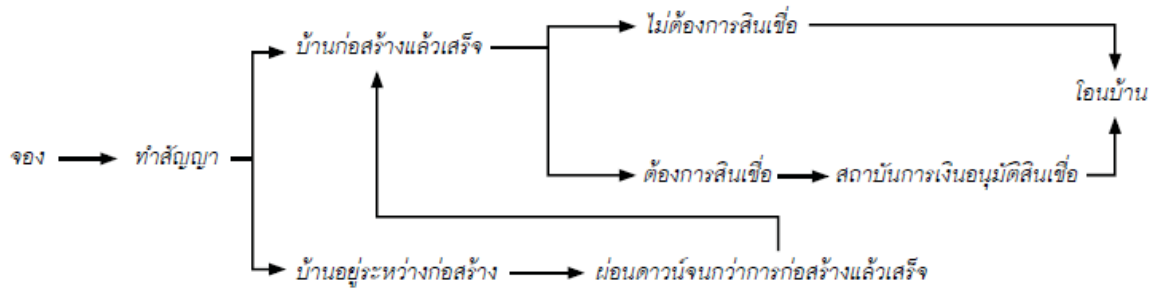 บ้านก่อสร้างแล้วเสร็จ
ไม่ต้องการสินเชื่อ
โอนบ้าน
จอง
ทำสัญญา
ต้องการสินเชื่อ
สถาบันการเงินอนุมัติสินเชื่อ
บ้านอยู่ระหว่างก่อสร้าง
ผ่อนดาวน์จนกว่าการก่อสร้างแล้วเสร็จ